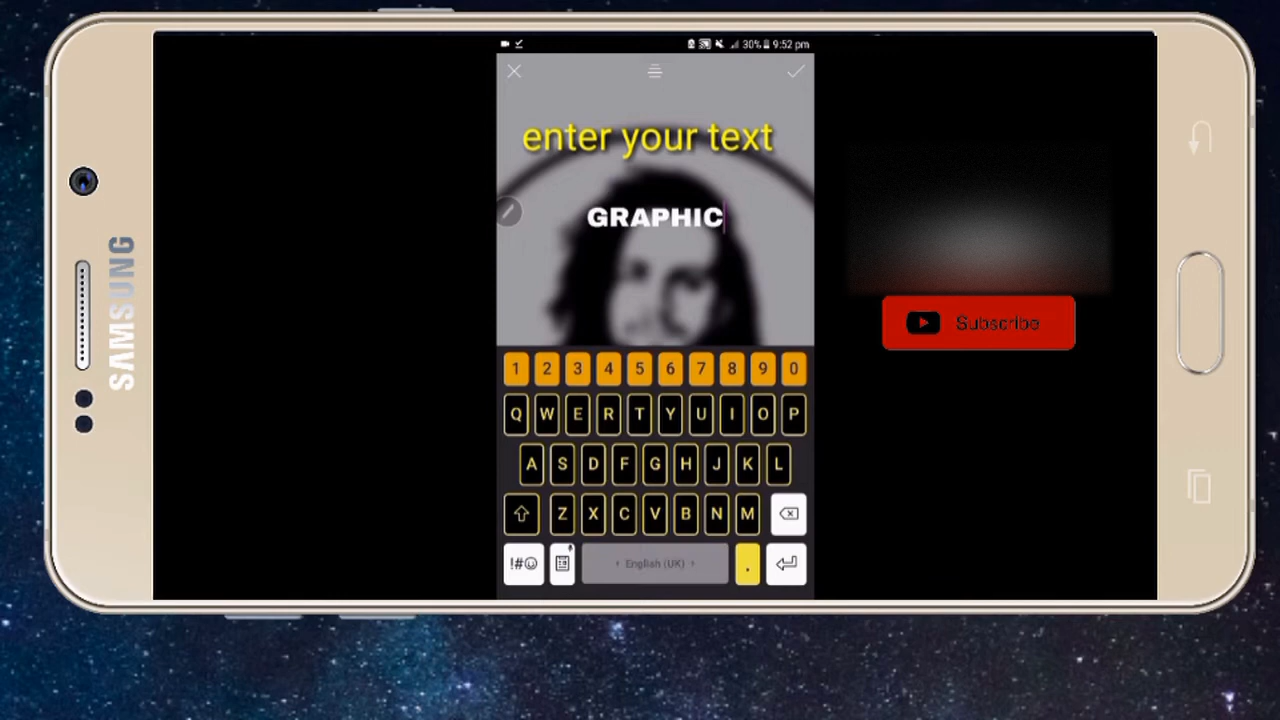 SAMSUNG
30% 9:52 pm
enter your text
GRAPHIC
Subscribe
1 2 3 4 5 6 7 8 9 0
Q W E R T Y U I O P
A S D F G H J K L
Z X C V B N M
!#☺ English (UK) .